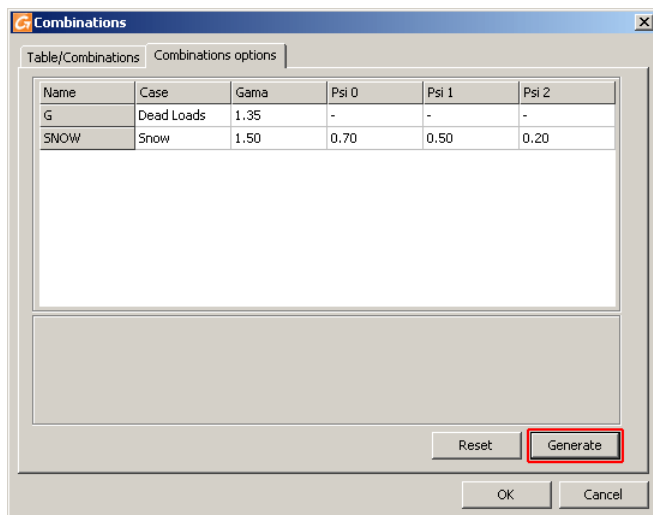 Combinations
Table/Combinations Combinations options
Name Case Gama Psi 0 Psi 1 Psi 2
G Dead Loads 1.35 - - -
SNOW Snow 1.50 0.70 0.50 0.20
Reset Generate
OK Cancel